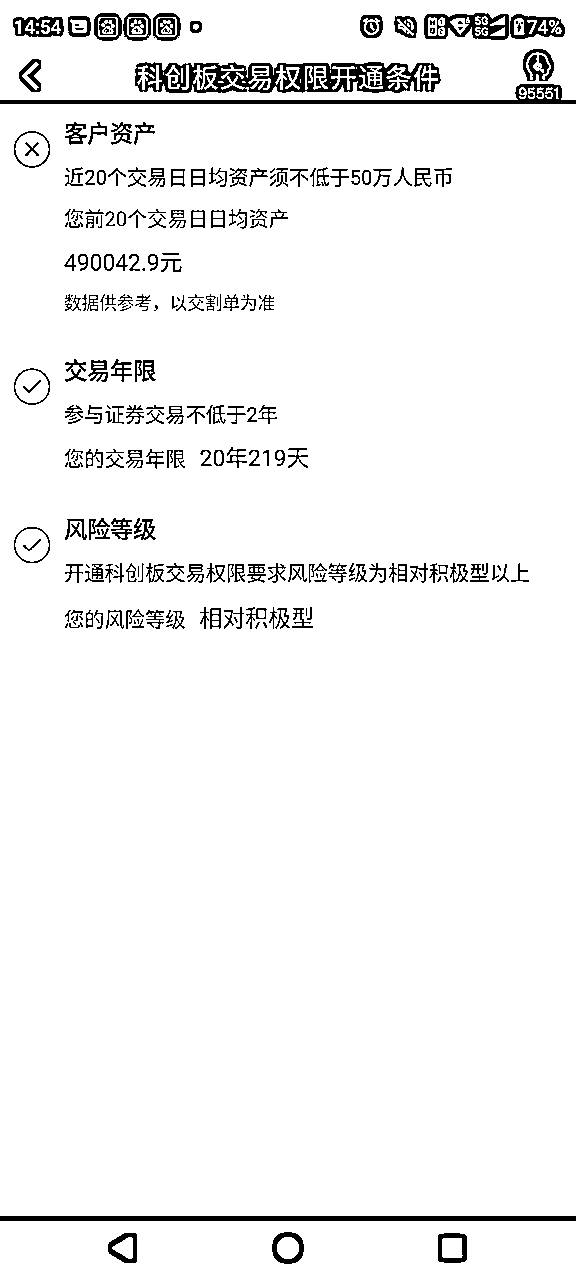 14:54
5G
5G
74%
科创板交易权限开通条件
95551
客户资产
近20个交易日日均资产须不低于50万人民币
您前20个交易日日均资产
490042.9元
数据供参考，以交割单为准
交易年限
参与证券交易不低于2年
您的交易年限 20年219天
风险等级
开通科创板交易权限要求风险等级为相对积极型以上
您的风险等级 相对积极型